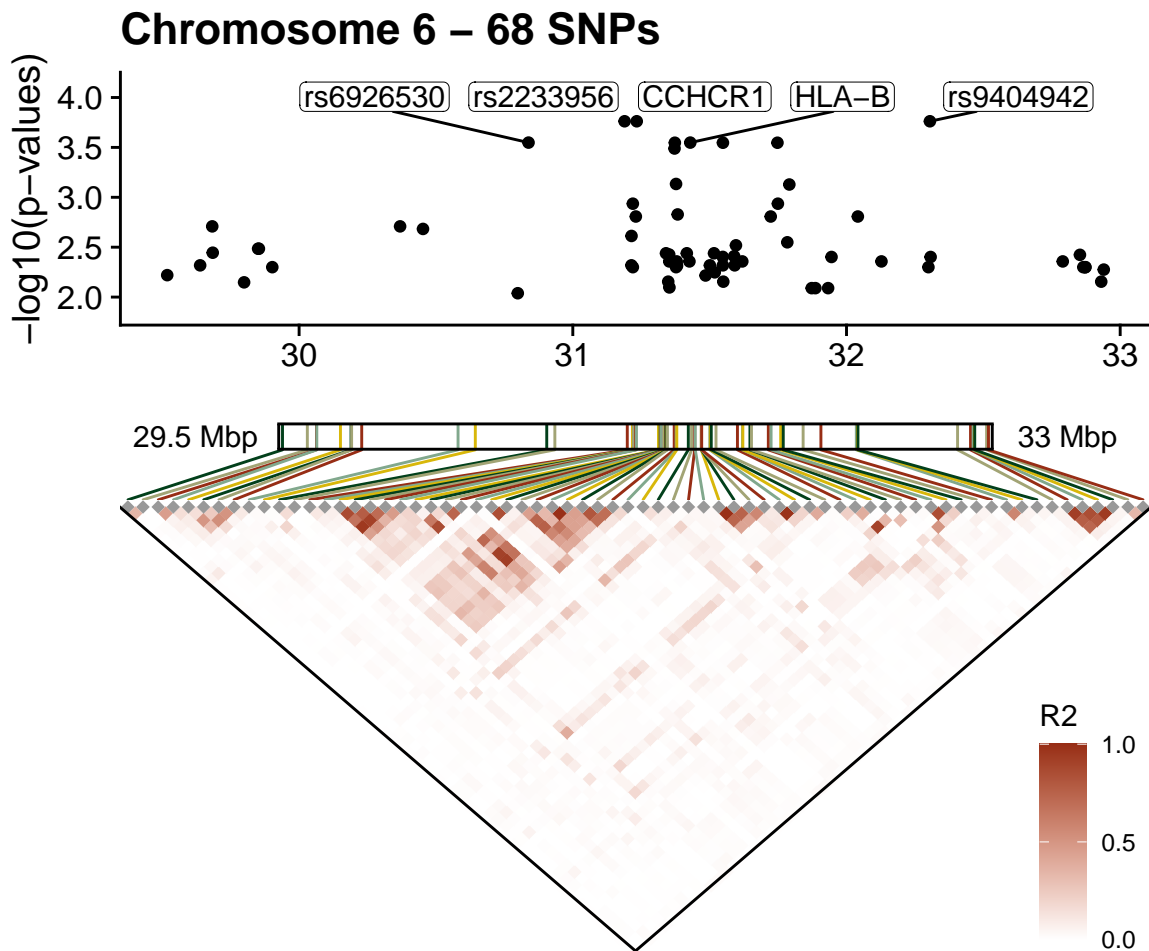 Chromosome 6 – 68 SNPs
−log10(p−values)
4.0
3.5
3.0
2.5
2.0
rs6926530 rs2233956 CCHCR1 HLA−B rs9404942
30 31 32 33
29.5 Mbp 33 Mbp
R2
1.0
0.5
0.0